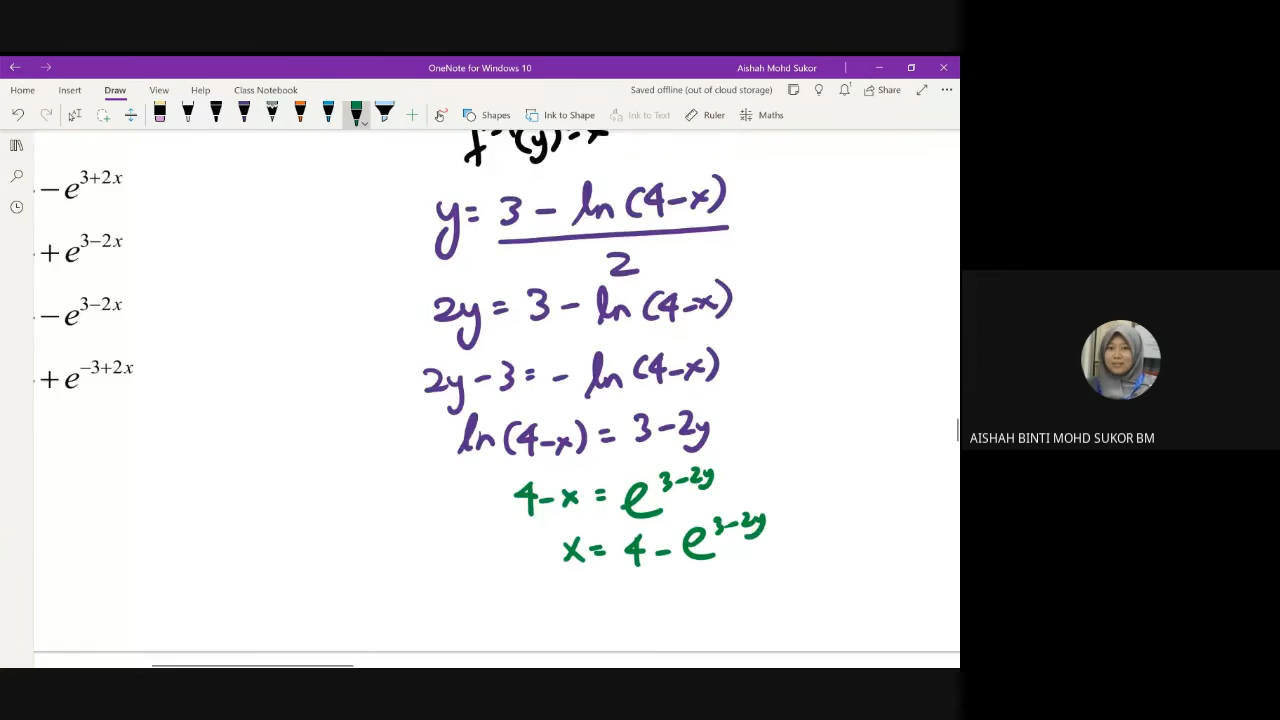 OneNote for Windows 10
Aishah Mohd Sukor
Home Insert Draw View Help Class Notebook
Saved offline (out of cloud storage)
Share
Shapes Ink to Shape Ink to Text Ruler Maths
f⁻¹(y) = x
− e^{3+2x}
+ e^{3−2x}
− e^{3−2x}
+ e^{−3+2x}
y = 3 − ln (4−x)
2
2y = 3 − ln (4−x)
2y − 3 = − ln (4−x)
ln (4−x) = 3 − 2y
4 − x = e^{3−2y}
x = 4 − e^{3−2y}
AISHAH BINTI MOHD SUKOR BM